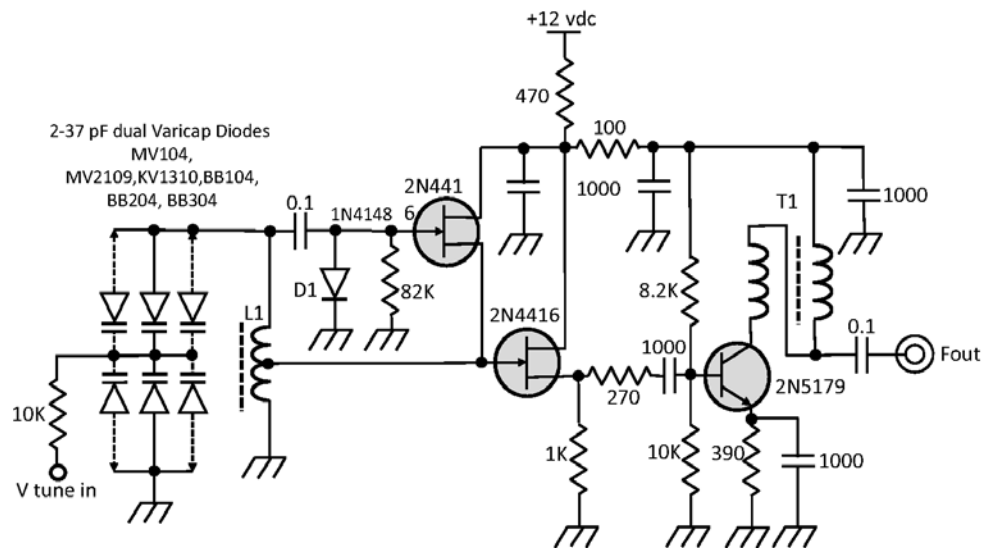 +12 vdc
470
2-37 pF dual Varicap Diodes
MV104,
MV2109,KV1310,BB104,
BB204, BB304
100
2N441
6
1000
1000
T1
0.1
1N4148
D1
82K
8.2K
L1
2N4416
1000
0.1
Fout
270
2N5179
10K
V tune in
1K
10K
390
1000